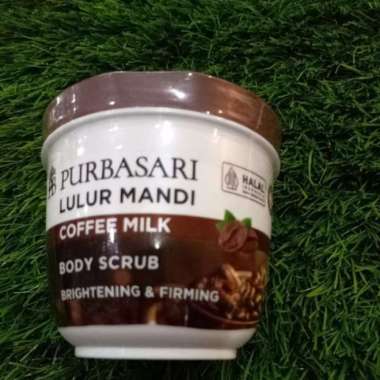 PURBASARI
LULUR MANDI
COFFEE MILK
BODY SCRUB
BRIGHTENING & FIRMING
HALAL